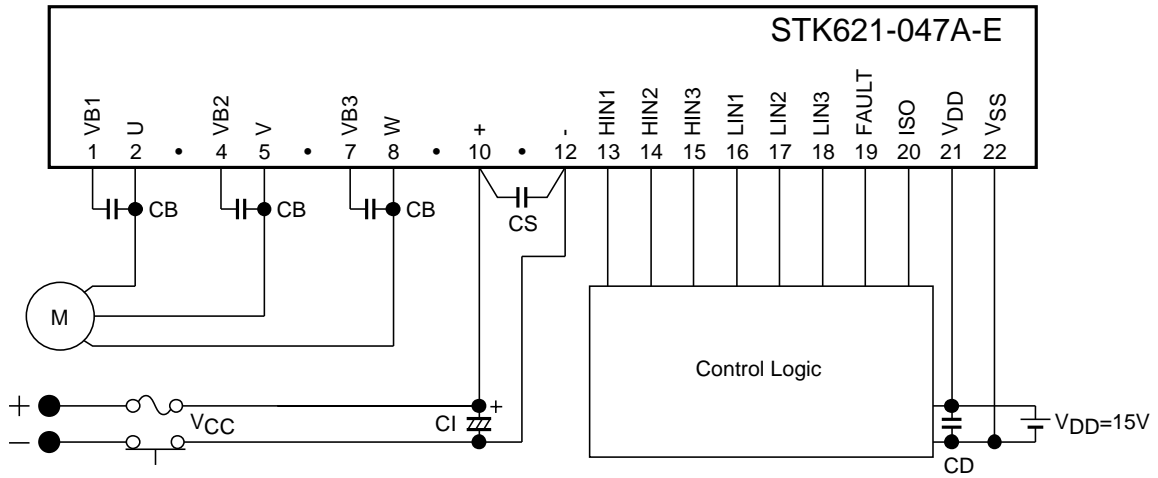 STK621-047A-E
VB1 U VB2 V VB3 W + - HIN1 HIN2 HIN3 LIN1 LIN2 LIN3 FAULT ISO VDD VSS
1 2 • 4 5 • 7 8 • 10 • 12 13 14 15 16 17 18 19 20 21 22
CB CB CB CS
M
Control Logic
+ VCC CI + VDD=15V
−
CD